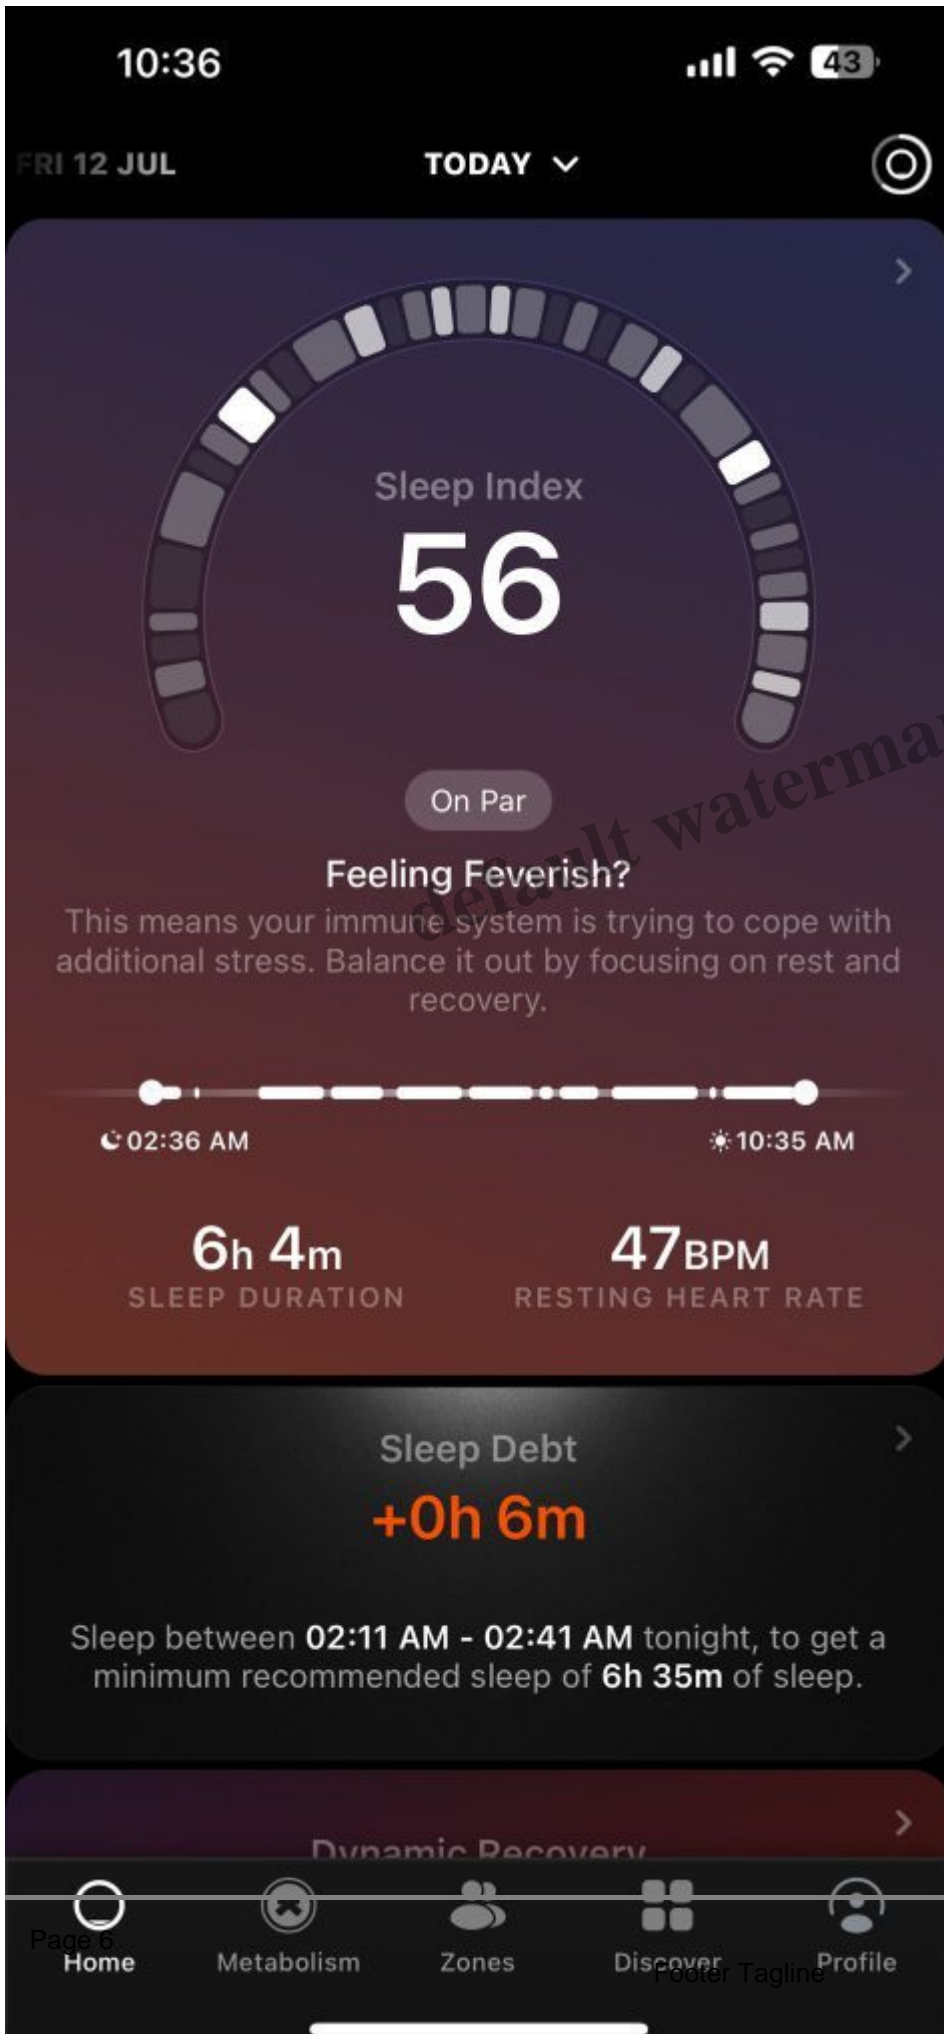 10:36
43
FRI 12 JUL
TODAY
Sleep Index
56
On Par
Feeling Feverish?
This means your immune system is trying to cope with
additional stress. Balance it out by focusing on rest and
recovery.
02:36 AM
10:35 AM
6h 4m
47BPM
SLEEP DURATION
RESTING HEART RATE
Sleep Debt
+0h 6m
Sleep between 02:11 AM - 02:41 AM tonight, to get a
minimum recommended sleep of 6h 35m of sleep.
Dynamic Recovery
Home
Metabolism
Zones
Discover
Profile
Page 6
Footer Tagline
default waterma